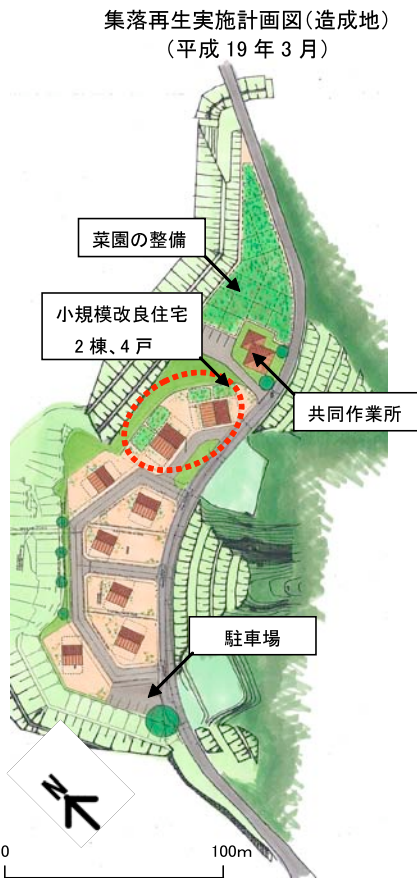 集落再生実施計画図(造成地)
(平成 19 年 3 月)
菜園の整備
小規模改良住宅
2 棟、4 戸
共同作業所
駐車場
N
0 100m